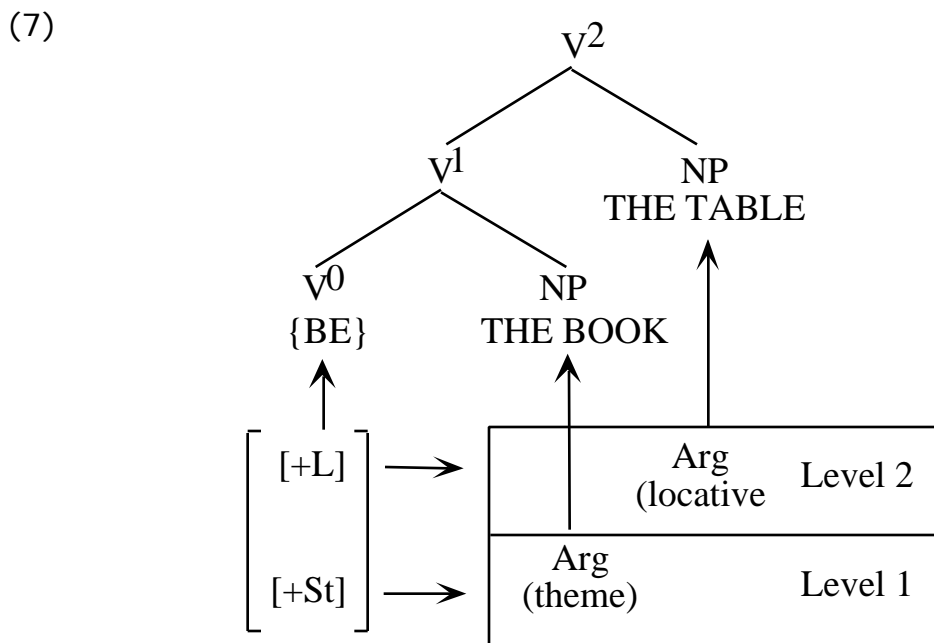 (7)
V2
V1 NP
THE TABLE
V0 NP
{BE} THE BOOK
[+L] Arg Level 2
(locative
[+St] Arg Level 1
(theme)